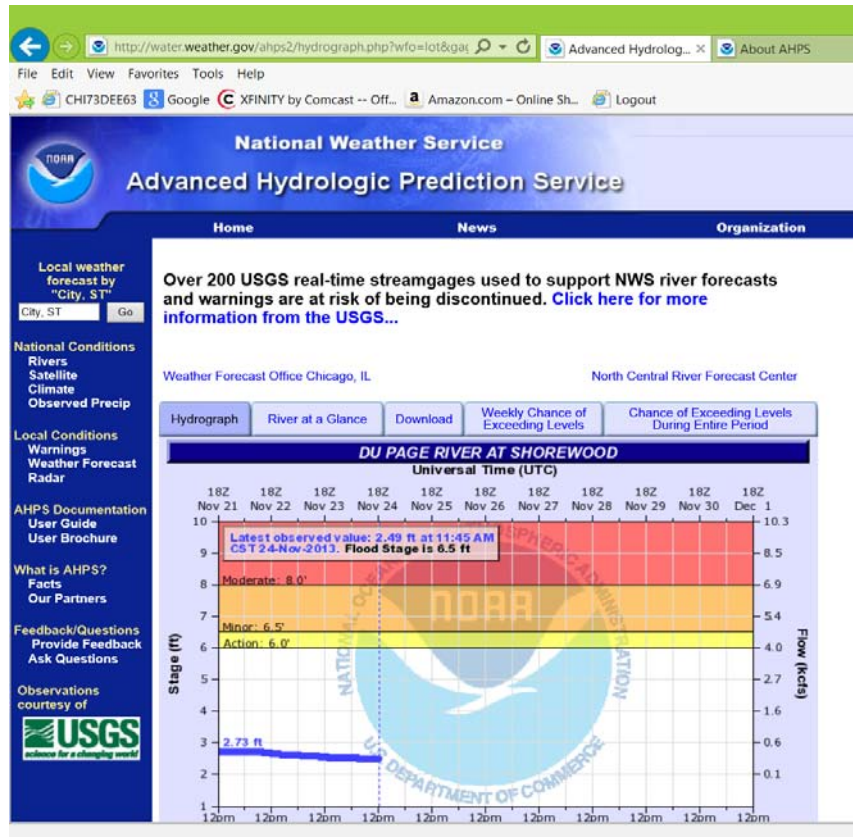 http://water.weather.gov/ahps2/hydrograph.php?wfo=lot&gag
Advanced Hydrolog...
About AHPS
File Edit View Favorites Tools Help
CHI73DEE63 Google XFINITY by Comcast -- Off... Amazon.com – Online Sh... Logout
NOAA
National Weather Service
Advanced Hydrologic Prediction Service
Home News Organization
Local weather
forecast by
"City, ST"
City, ST Go
National Conditions
Rivers
Satellite
Climate
Observed Precip
Local Conditions
Warnings
Weather Forecast
Radar
AHPS Documentation
User Guide
User Brochure
What is AHPS?
Facts
Our Partners
Feedback/Questions
Provide Feedback
Ask Questions
Observations
courtesy of
USGS
science for a changing world
Over 200 USGS real-time streamgages used to support NWS river forecasts
and warnings are at risk of being discontinued. Click here for more
information from the USGS...
Weather Forecast Office Chicago, IL North Central River Forecast Center
Hydrograph River at a Glance Download Weekly Chance of Exceeding Levels Chance of Exceeding Levels During Entire Period
DU PAGE RIVER AT SHOREWOOD
Universal Time (UTC)
18Z 18Z 18Z 18Z 18Z 18Z 18Z 18Z 18Z 18Z 18Z
Nov 21 Nov 22 Nov 23 Nov 24 Nov 25 Nov 26 Nov 27 Nov 28 Nov 29 Nov 30 Dec 1
Latest observed value: 2.49 ft at 11:45 AM
CST 24-Nov-2013. Flood Stage is 6.5 ft
10 10.3
9 8.5
8 Moderate: 8.0' 6.9
7 5.4
Minor: 6.5'
6 Action: 6.0' 4.0
5 2.7
4 1.6
3 2.73 ft 0.6
2 0.1
1
Stage (ft)
Flow (kcfs)
NATIONAL OCEANIC AND ATMOSPHERIC ADMINISTRATION
NOAA
U.S. DEPARTMENT OF COMMERCE
12pm 12pm 12pm 12pm 12pm 12pm 12pm 12pm 12pm 12pm 12pm